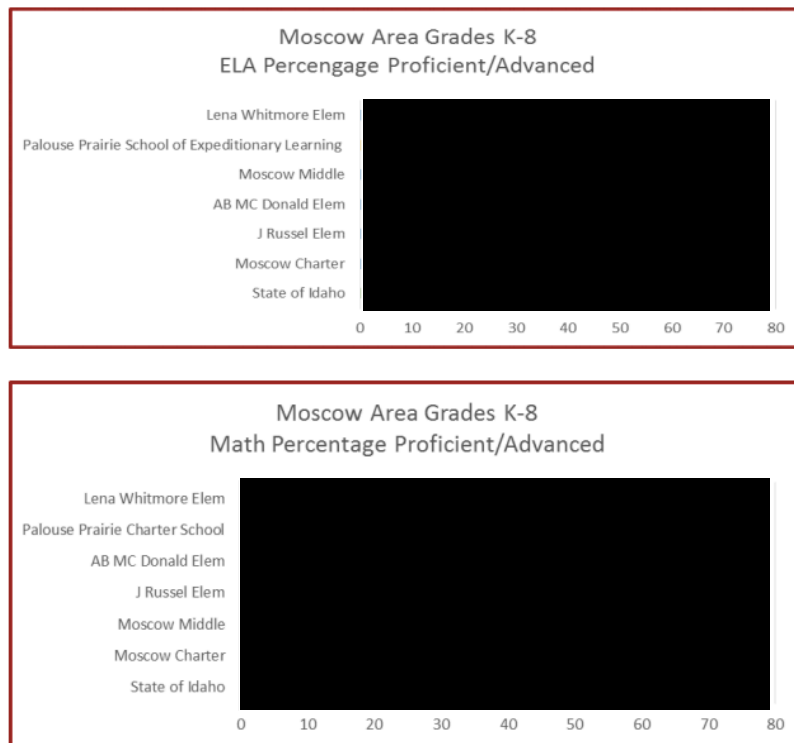 Moscow Area Grades K-8
ELA Percengage Proficient/Advanced
Lena Whitmore Elem
Palouse Prairie School of Expeditionary Learning
Moscow Middle
AB MC Donald Elem
J Russel Elem
Moscow Charter
State of Idaho
0 10 20 30 40 50 60 70 80
Moscow Area Grades K-8
Math Percentage Proficient/Advanced
Lena Whitmore Elem
Palouse Prairie Charter School
AB MC Donald Elem
J Russel Elem
Moscow Middle
Moscow Charter
State of Idaho
0 10 20 30 40 50 60 70 80